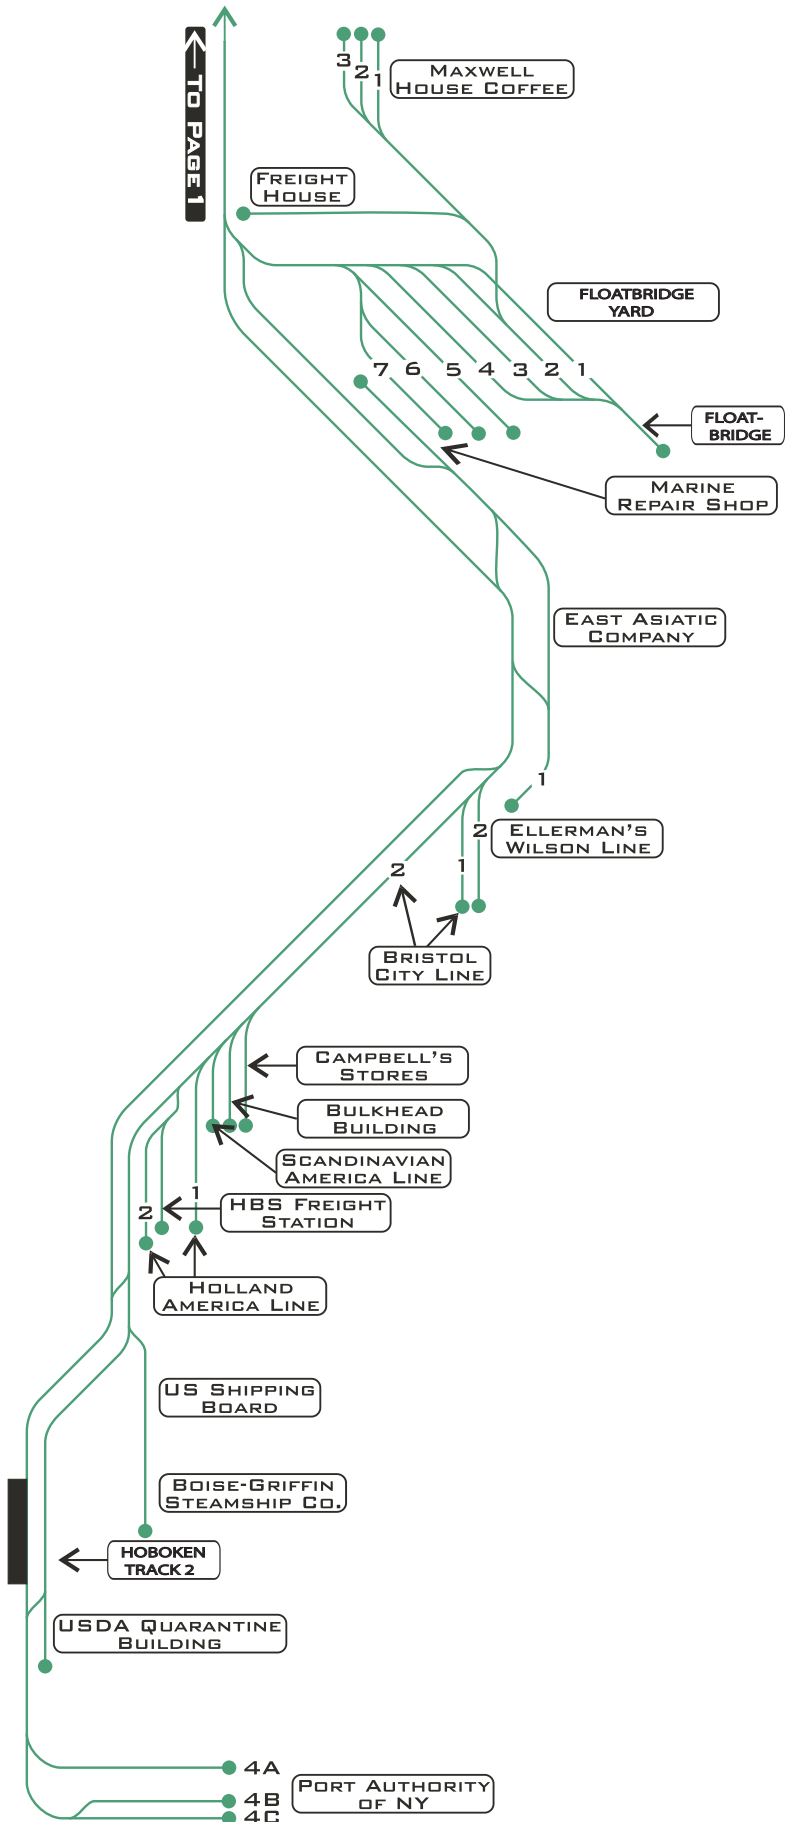 To Page 1
3
2
1
Maxwell
House Coffee
Freight
House
FLOATBRIDGE
YARD
7
6
5
4
3
2
1
FLOAT-
BRIDGE
Marine
Repair Shop
East Asiatic
Company
1
2
Ellerman's
Wilson Line
1
2
Bristol
City Line
Campbell's
Stores
Bulkhead
Building
Scandinavian
America Line
1
2
HBS Freight
Station
Holland
America Line
US Shipping
Board
Boise-Griffin
Steamship Co.
HOBOKEN
TRACK 2
USDA Quarantine
Building
4A
4B
4C
Port Authority
of NY